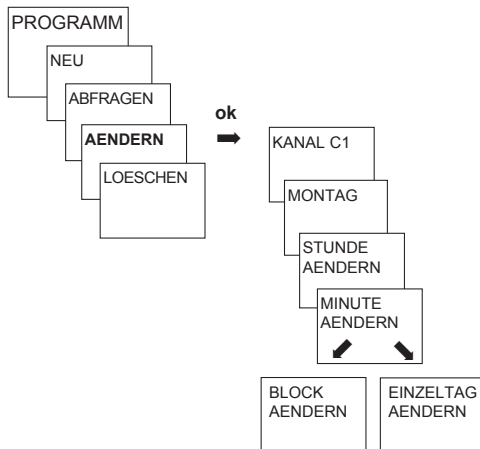 PROGRAMM
NEU
ABFRAGEN
AENDERN
LOESCHEN
ok
KANAL C1
MONTAG
STUNDE
AENDERN
MINUTE
AENDERN
BLOCK
AENDERN
EINZELTAG
AENDERN